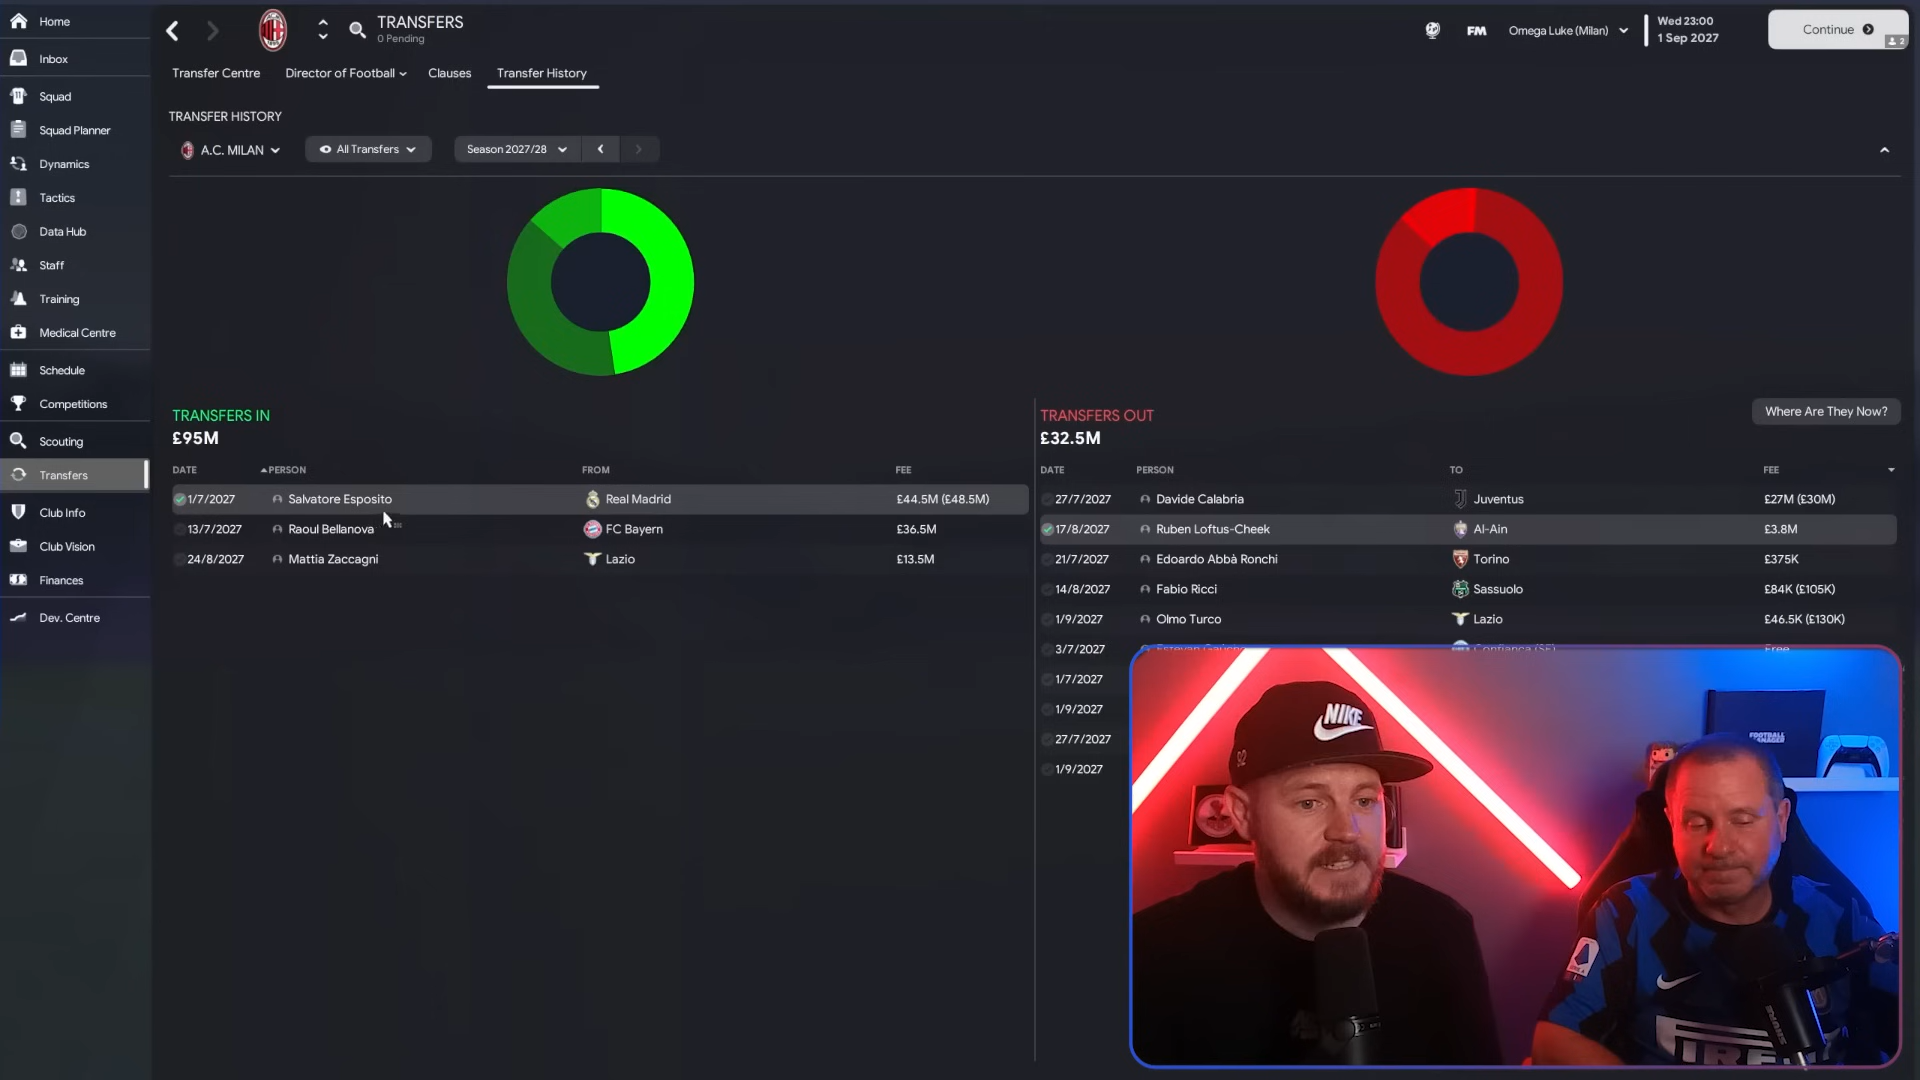 Home
Inbox
Squad
Squad Planner
Dynamics
Tactics
Data Hub
Staff
Training
Medical Centre
Schedule
Competitions
Scouting
Transfers
Club Info
Club Vision
Finances
Dev. Centre
TRANSFERS
0 Pending
FM
Omega Luke (Milan)
Wed 23:00
1 Sep 2027
Continue
2
Transfer Centre
Director of Football
Clauses
Transfer History
TRANSFER HISTORY
A.C. MILAN
All Transfers
Season 2027/28
TRANSFERS IN
£95M
DATE PERSON FROM FEE
1/7/2027 Salvatore Esposito Real Madrid £44.5M (£48.5M)
13/7/2027 Raoul Bellanova FC Bayern £36.5M
24/8/2027 Mattia Zaccagni Lazio £13.5M
TRANSFERS OUT
£32.5M
Where Are They Now?
DATE PERSON TO FEE
27/7/2027 Davide Calabria Juventus £27M (£30M)
17/8/2027 Ruben Loftus-Cheek Al-Ain £3.8M
21/7/2027 Edoardo Abbà Ronchi Torino £375K
14/8/2027 Fabio Ricci Sassuolo £84K (£105K)
1/9/2027 Olmo Turco Lazio £46.5K (£130K)
3/7/2027 Confiança (SE) Free
1/7/2027
1/9/2027
27/7/2027
1/9/2027
NIKE
FOOTBALL MANAGER